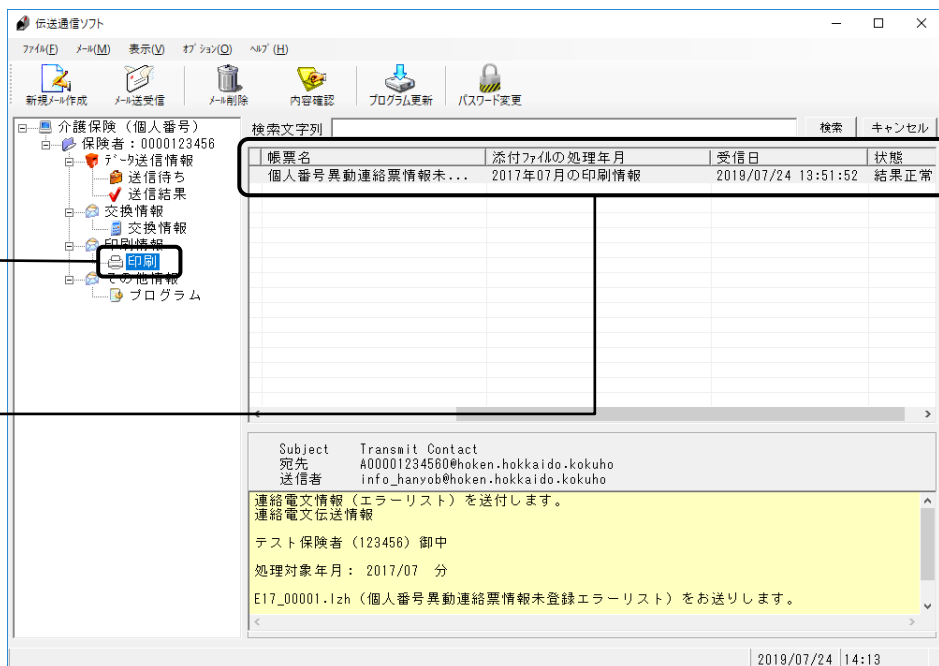 伝送通信ソフト
ファイル(F) メール(M) 表示(V) オプション(O) ヘルプ(H)
新規メール作成 メール送受信 メール削除 内容確認 プログラム更新 パスワード変更
介護保険（個人番号）
保険者：0000123456
データ送信情報
送信待ち
送信結果
交換情報
交換情報
印刷情報
印刷
その他情報
プログラム
検索文字列 検索 キャンセル
帳票名 添付ファイルの処理年月 受信日 状態
個人番号異動連絡票情報未... 2017年07月の印刷情報 2019/07/24 13:51:52 結果正常
Subject Transmit Contact
宛先 A00001234560@hoken.hokkaido.kokuho
送信者 info_hanyob@hoken.hokkaido.kokuho
連絡電文情報（エラーリスト）を送付します。
連絡電文伝送情報
テスト保険者（123456）御中
処理対象年月： 2017/07 分
E17_00001.lzh（個人番号異動連絡票情報未登録エラーリスト）をお送りします。
2019/07/24 14:13